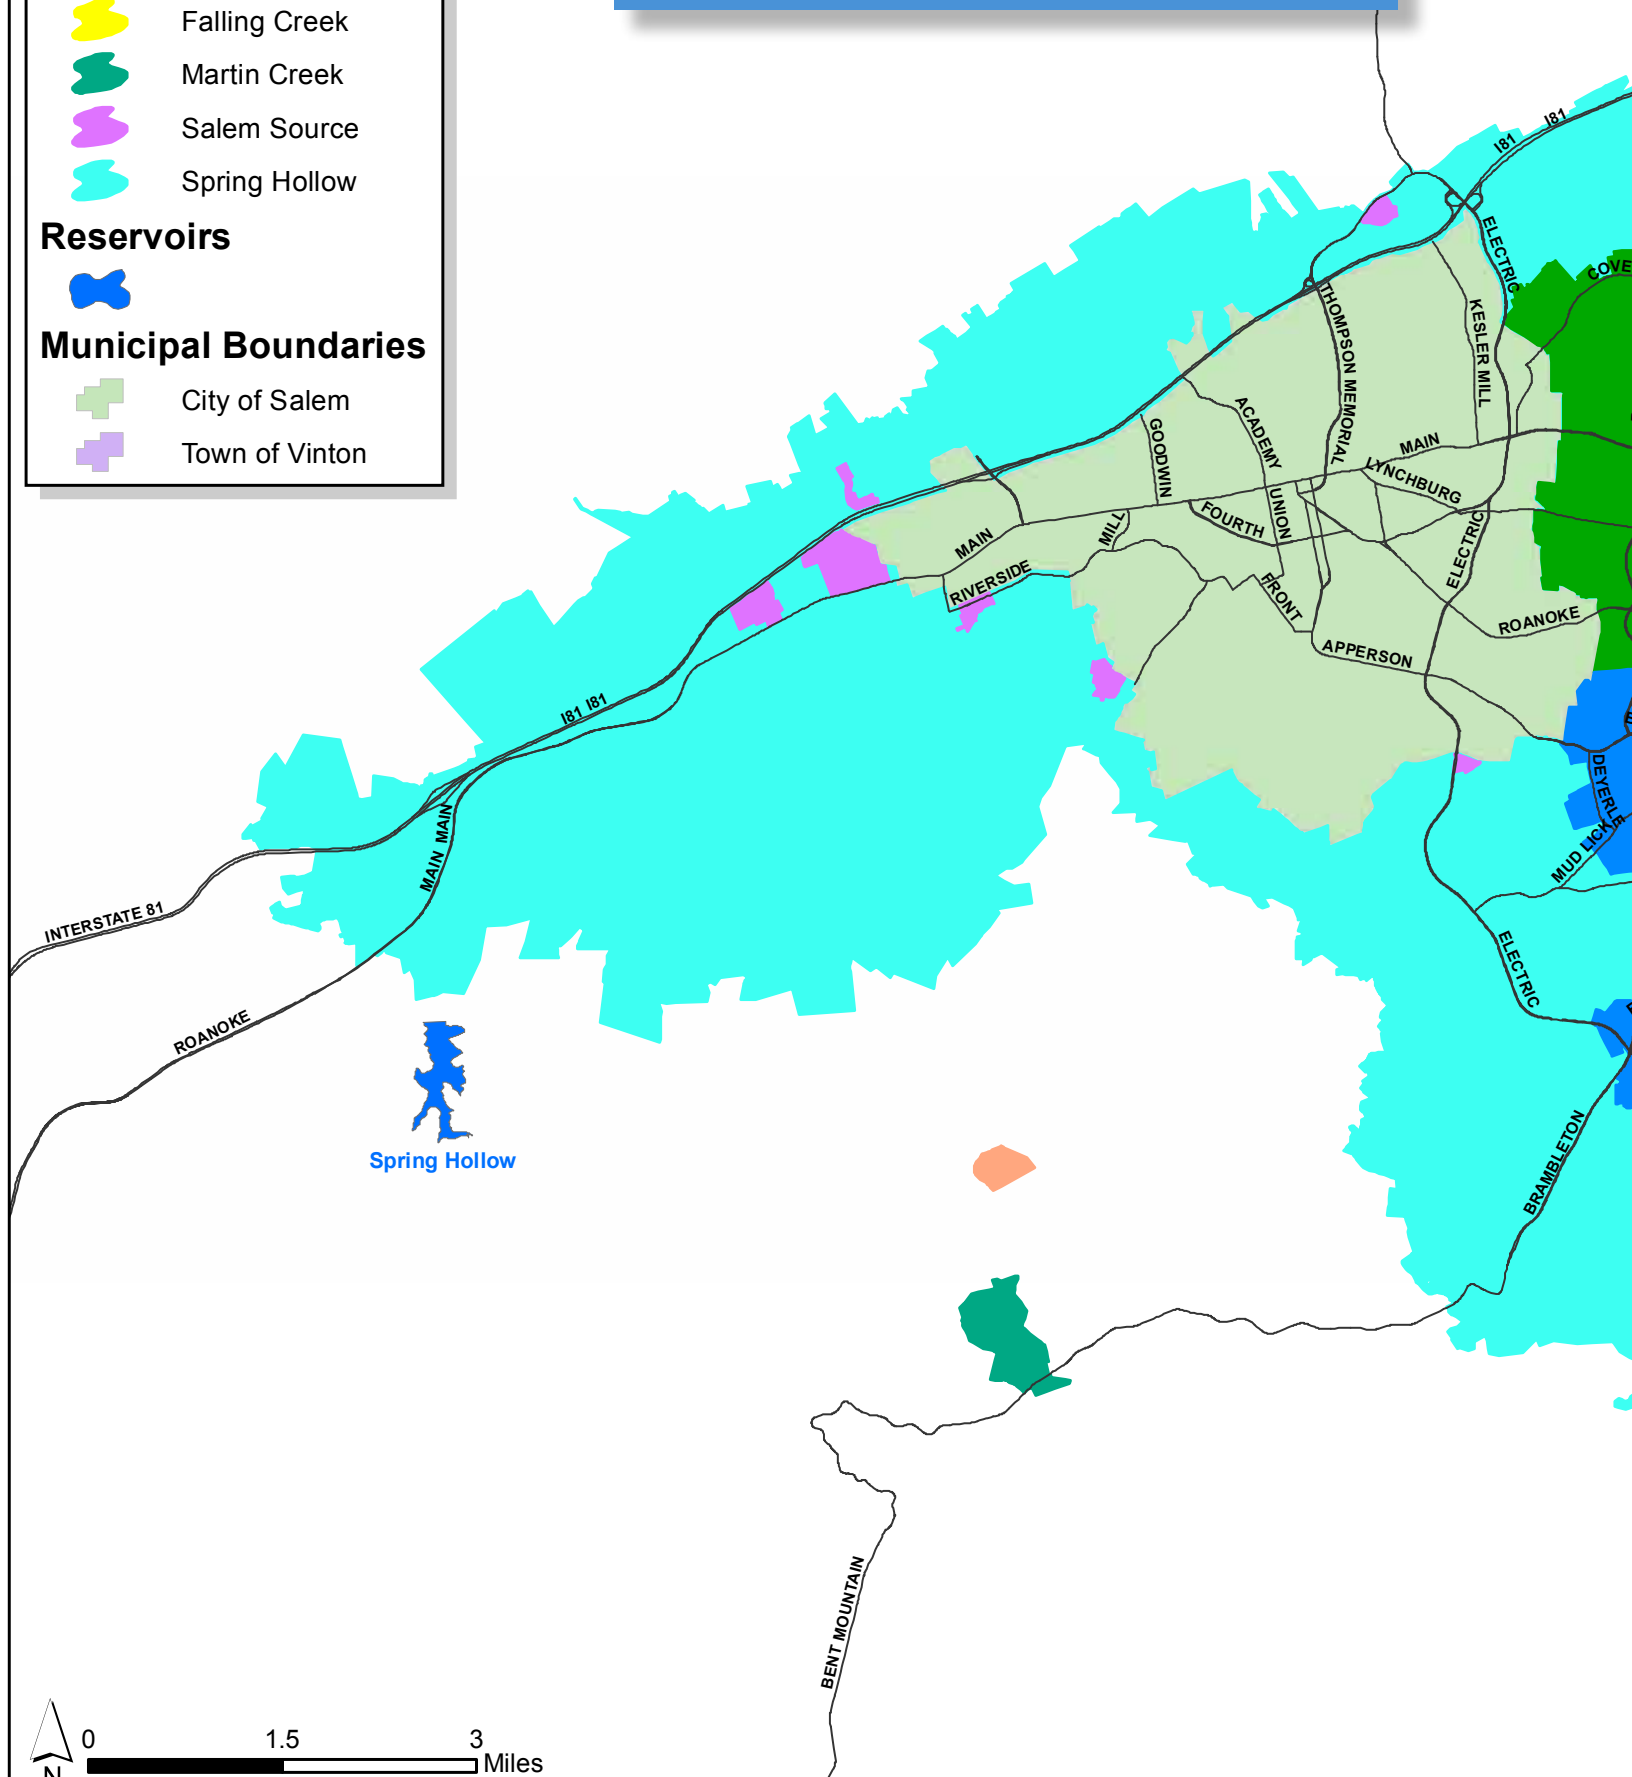 Falling Creek
Martin Creek
Salem Source
Spring Hollow
Reservoirs
Municipal Boundaries
City of Salem
Town of Vinton
I81
I81
ELECTRIC
COVE
THOMPSON MEMORIAL
KESLER MILL
ACADEMY
GOODWIN
MAIN
LYNCHBURG
UNION
FOURTH
MILL
MAIN
ELECTRIC
RIVERSIDE
FRONT
ROANOKE
APPERSON
I81 I81
DEYERLE
MUD LICK
MAIN MAIN
INTERSTATE 81
ELECTRIC
ROANOKE
Spring Hollow
BRAMBLETON
BENT MOUNTAIN
0 1.5 3
Miles
N